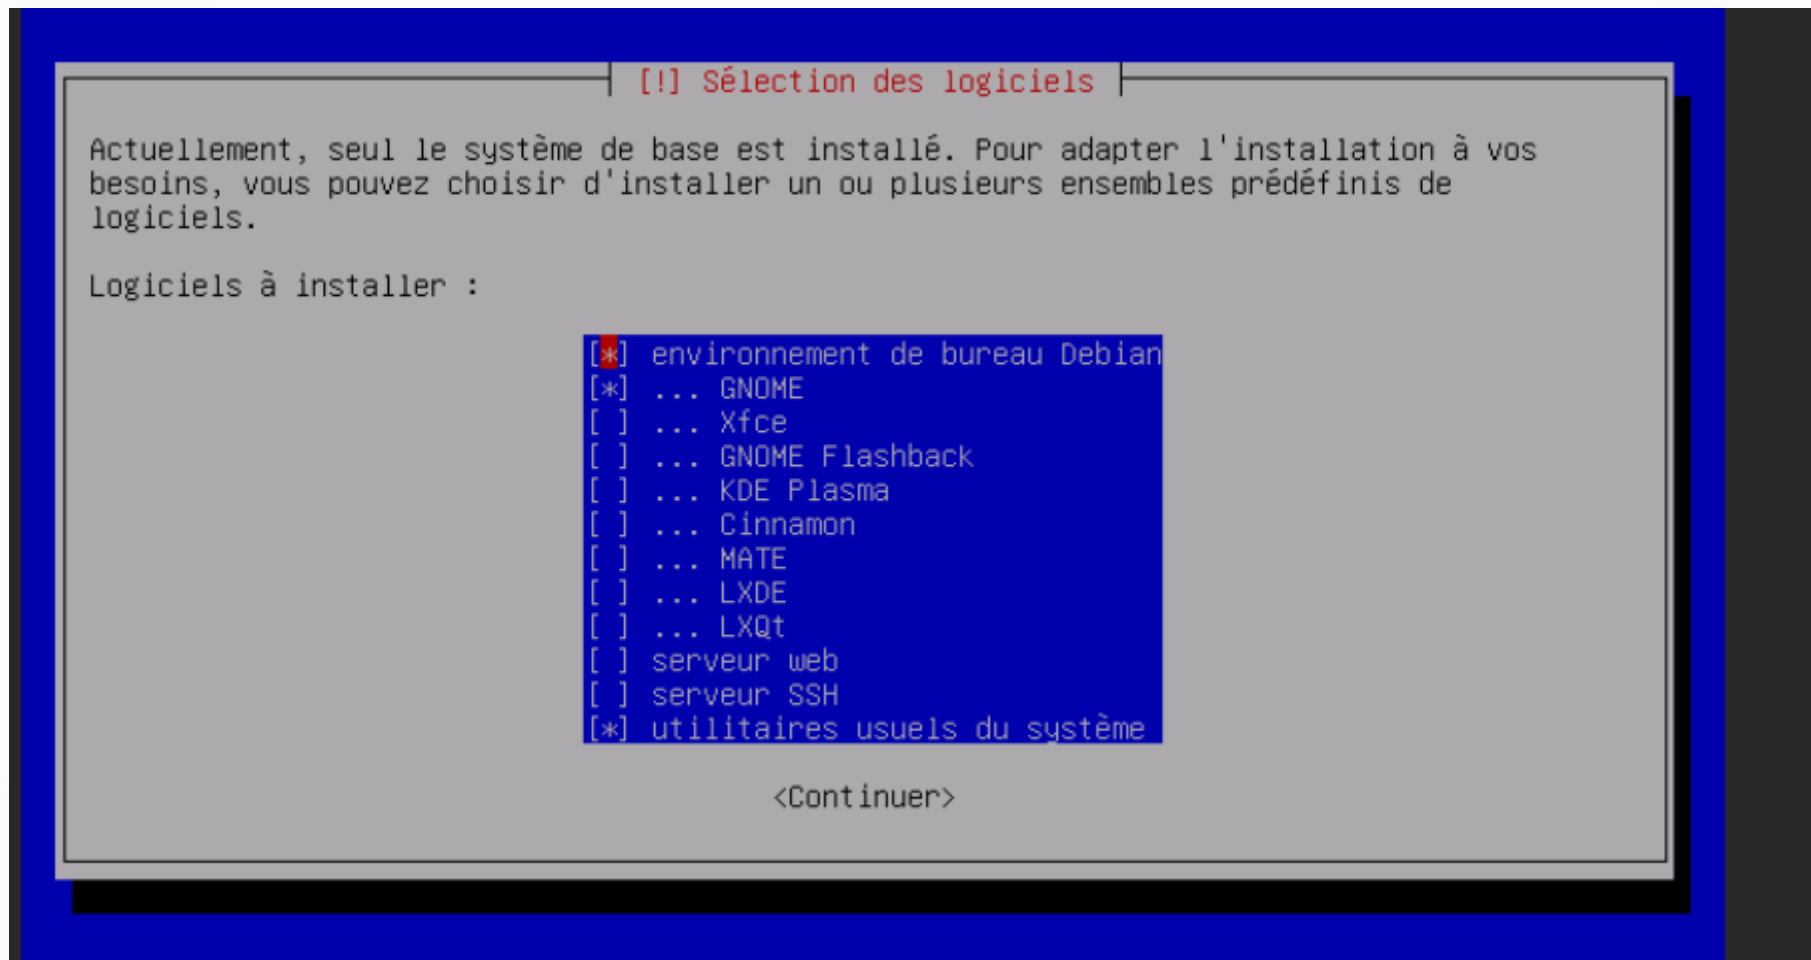 [!] Sélection des logiciels
Actuellement, seul le système de base est installé. Pour adapter l'installation à vos
besoins, vous pouvez choisir d'installer un ou plusieurs ensembles prédéfinis de
logiciels.
Logiciels à installer :
[*] environnement de bureau Debian
[*] ... GNOME
[ ] ... Xfce
[ ] ... GNOME Flashback
[ ] ... KDE Plasma
[ ] ... Cinnamon
[ ] ... MATE
[ ] ... LXDE
[ ] ... LXQt
[ ] serveur web
[ ] serveur SSH
[*] utilitaires usuels du système
<Continuer>